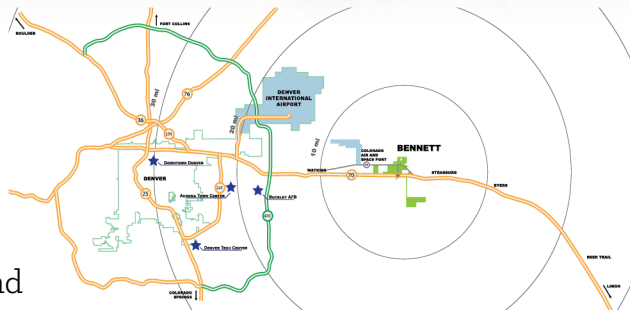 BOULDER
FORT COLLINS
76
30 mi
36
270
DENVER
INTERNATIONAL
AIRPORT
20 mi
10 mi
COLORADO
AIR AND
SPACE PORT
BENNETT
DOWNTOWN DENVER
WATKINS
70
STRASBURG
BYERS
DENVER
25
225
AURORA TOWN CENTER
BUCKLEY AFB
470
DENVER TECH CENTER
DEER TRAIL
LIMON
COLORADO
SPRINGS
nd